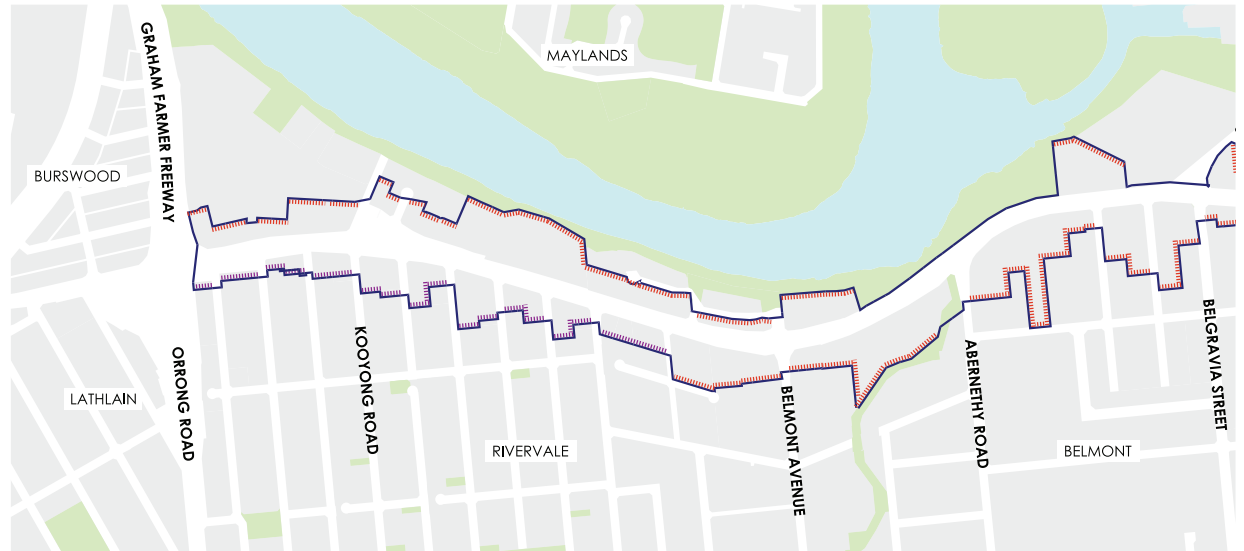 MAYLANDS
GRAHAM FARMER FREEWAY
BURSWOOD
ORRONG ROAD
KOOYONG ROAD
LATHLAIN
RIVERVALE
BELMONT AVENUE
ABERNETHY ROAD
BELMONT
BELGRAVIA STREET